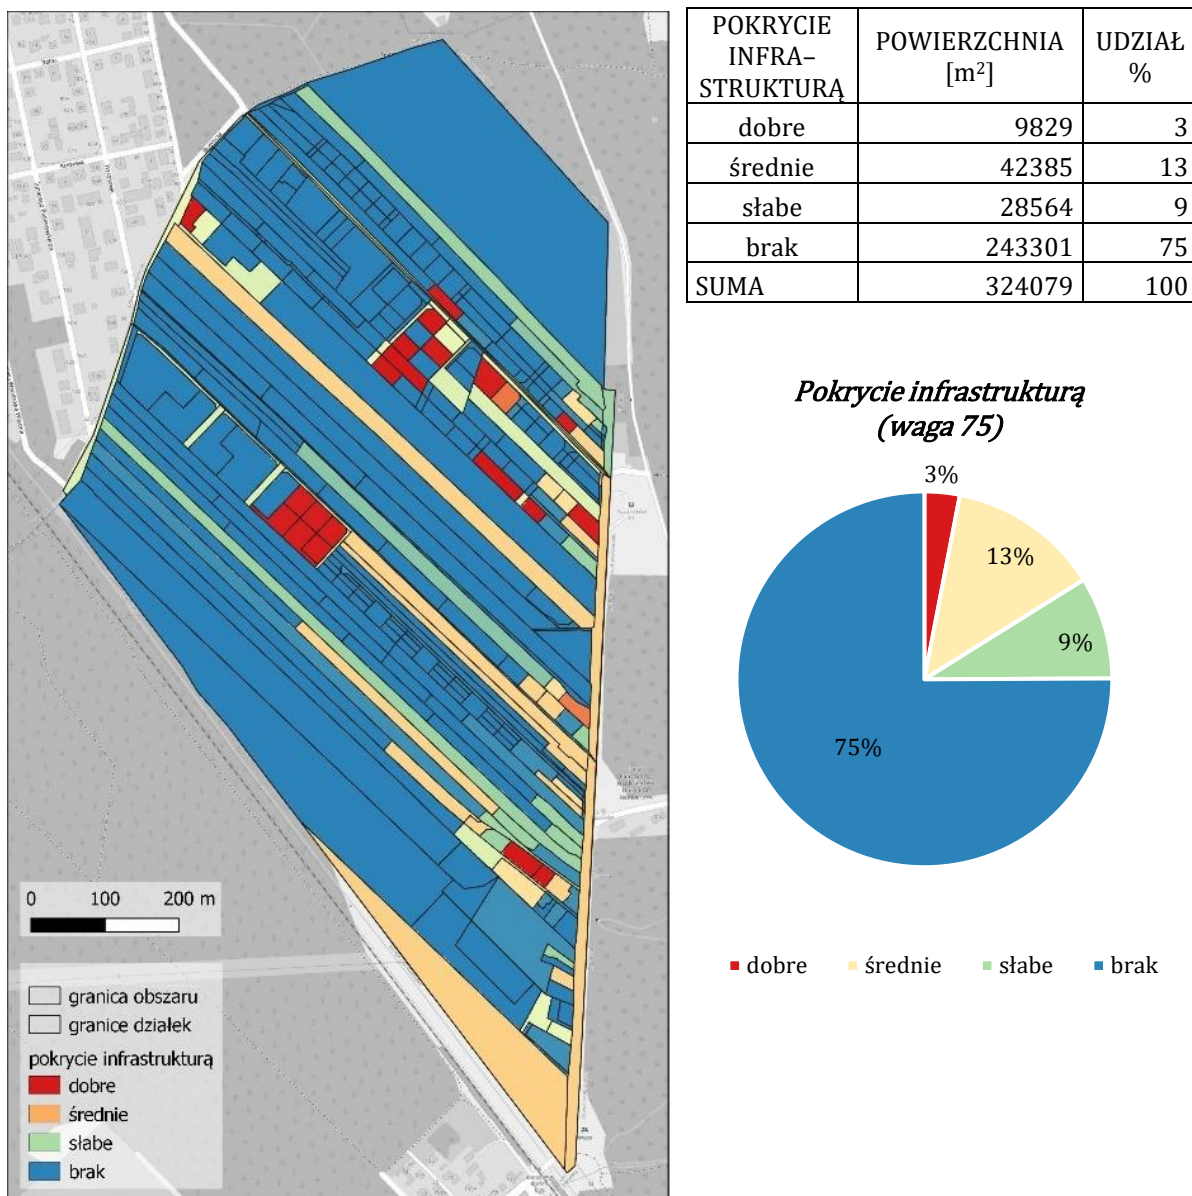 POKRYCIE
INFRA–
STRUKTURĄ
POWIERZCHNIA
[m²]
UDZIAŁ
%
dobre 9829 3
średnie 42385 13
słabe 28564 9
brak 243301 75
SUMA 324079 100
Pokrycie infrastrukturą
(waga 75)
3%
13%
9%
75%
dobre średnie słabe brak
0 100 200 m
granica obszaru
granice działek
pokrycie infrastrukturą
dobre
średnie
słabe
brak